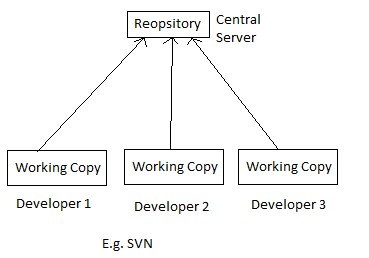 Reopsitory
Central
Server
Working Copy
Working Copy
Working Copy
Developer 1
Developer 2
Developer 3
E.g. SVN